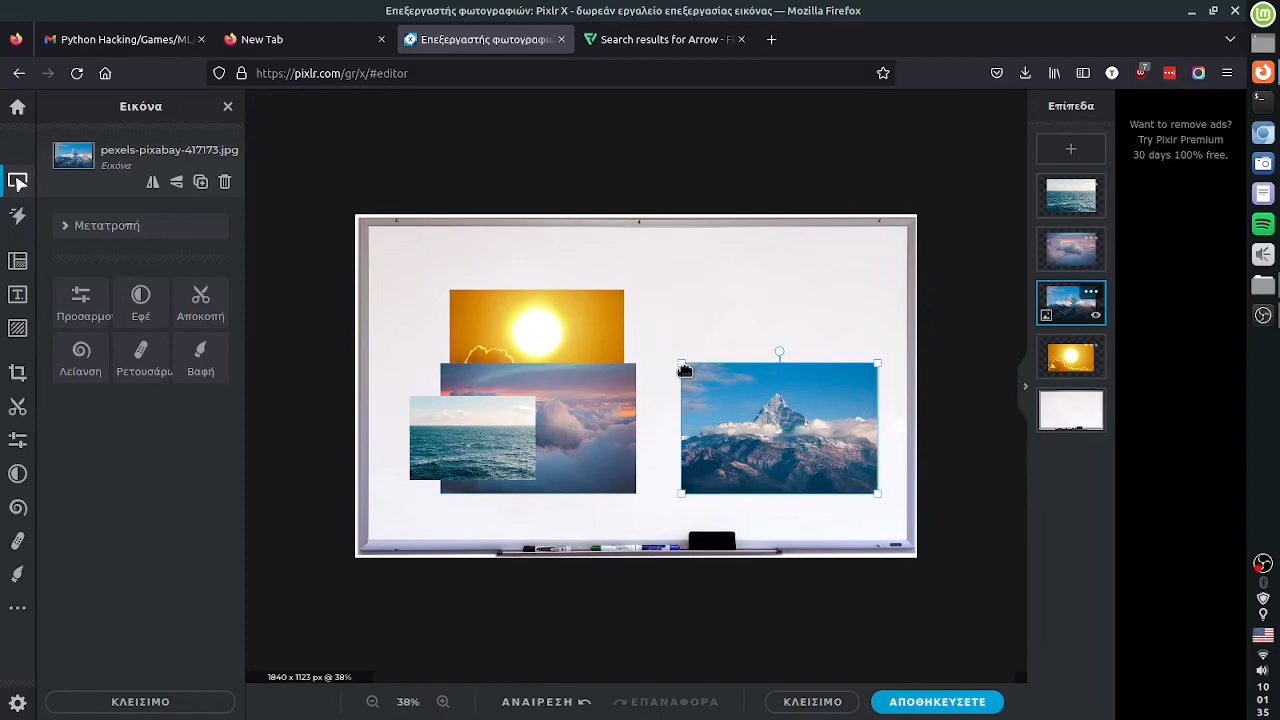 Επεξεργαστής φωτογραφιών: Pixlr X - δωρεάν εργαλείο επεξεργασίας εικόνας — Mozilla Firefox
Python Hacking/Games/ML/
New Tab
Επεξεργαστής φωτογραφιώ
Search results for Arrow - Fl
https://pixlr.com/gr/x/#editor
7
T
Εικόνα
pexels-pixabay-417173.jpg
Εικόνα
Μετατροπή
Προσαρμο
Εφέ
Αποκοπή
Λείανση
Ρετουσάρι
Βαφή
ΚΛΕΙΣΙΜΟ
1840 x 1123 px @ 38%
38%
ΑΝΑΙΡΕΣΗ
ΕΠΑΝΑΦΟΡΑ
ΚΛΕΙΣΙΜΟ
ΑΠΟΘΗΚΕΥΣΕΤΕ
Επίπεδα
Want to remove ads?
Try Pixlr Premium
30 days 100% free.
10
01
35